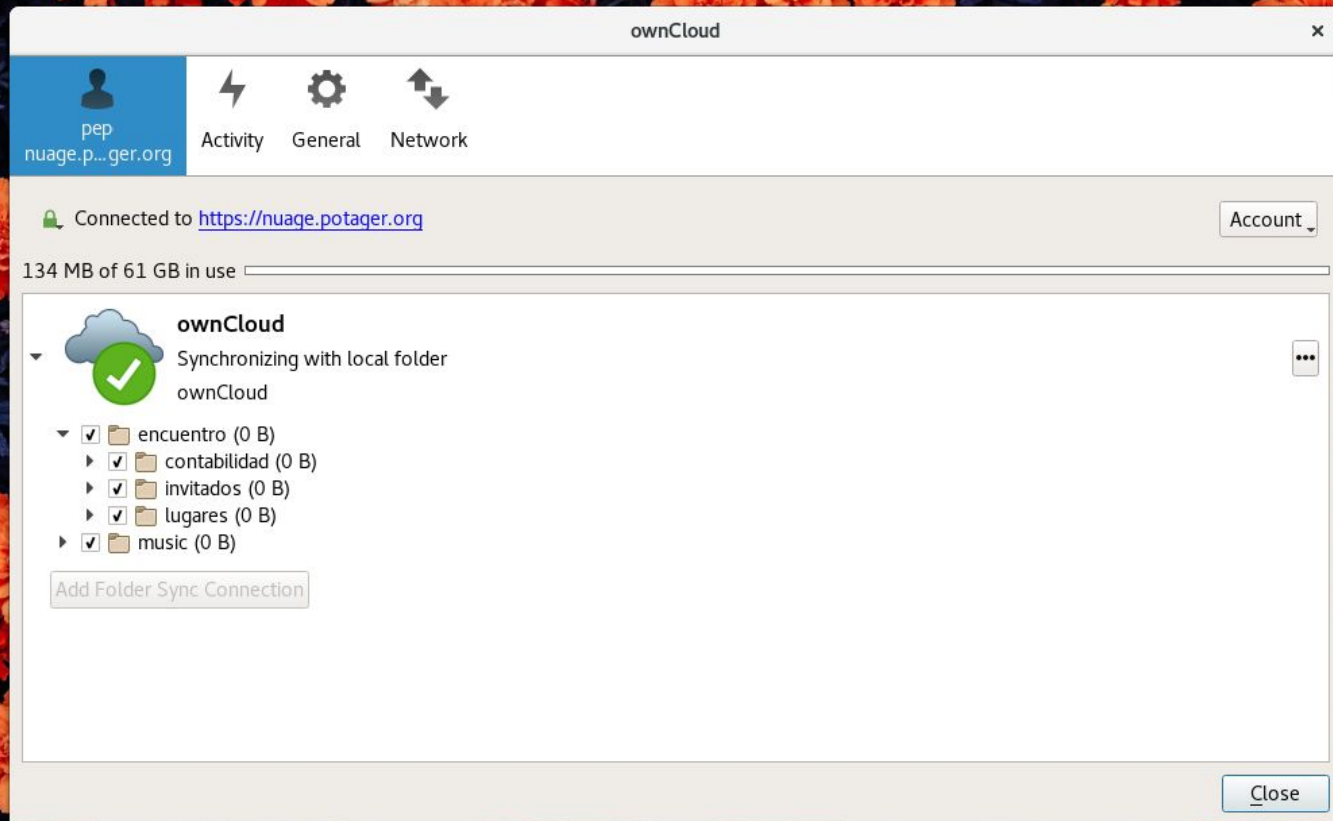 ownCloud
pep
nuage.p...ger.org
Activity
General
Network
Connected to https://nuage.potager.org
Account
134 MB of 61 GB in use
ownCloud
Synchronizing with local folder
ownCloud
encuentro (0 B)
contabilidad (0 B)
invitados (0 B)
lugares (0 B)
music (0 B)
Add Folder Sync Connection
Close